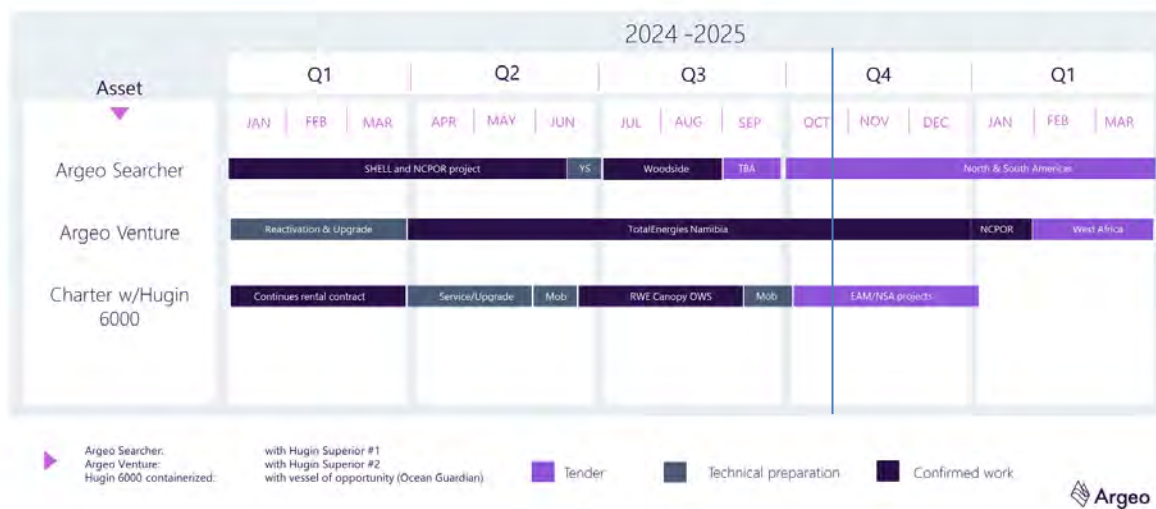 2024 -2025
Asset
Q1 Q2 Q3 Q4 Q1
JAN FEB MAR APR MAY JUN JUL AUG SEP OCT NOV DEC JAN FEB MAR
Argeo Searcher
SHELL and NCPOR project YS Woodside TBA North & South Americas
Argeo Venture
Reactivation & Upgrade TotalEnergies Namibia NCPOR West Africa
Charter w/Hugin
6000
Continues rental contract Service/Upgrade Mob RWE Canopy OWS Mob EAM/NSA projects
Argeo Searcher: with Hugin Superior #1
Argeo Venture: with Hugin Superior #2
Hugin 6000 containerized: with vessel of opportunity (Ocean Guardian)
Tender Technical preparation Confirmed work
Argeo